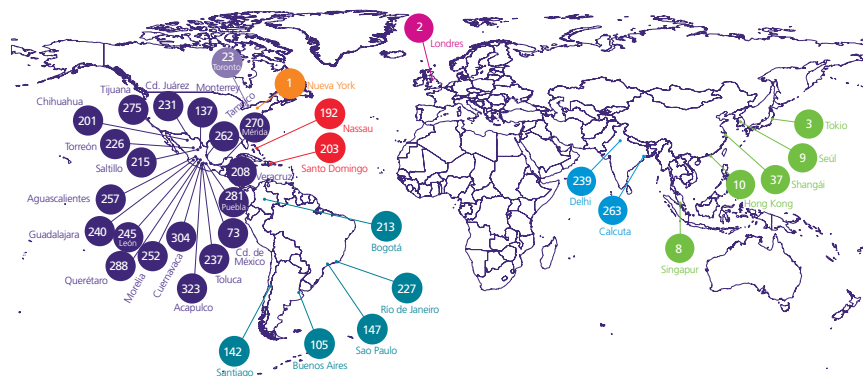 2
Londres
23
Toronto
1
Nueva York
Tijuana
275
Cd. Juárez
231
Monterrey
137
Tampico
262
270
Mérida
Chihuahua
201
Torreón
226
Saltillo
215
192
Nassau
203
Santo Domingo
208
Veracruz
Aguascalientes
257
281
Puebla
Guadalajara
240
245
León
Querétaro
288
Morelia
252
Cuernavaca
304
323
Acapulco
237
Toluca
73
Cd. de
México
213
Bogotá
227
Río de Janeiro
147
Sao Paulo
105
Buenos Aires
142
Santiago
239
Delhi
263
Calcuta
3
Tokio
9
Seúl
37
Shangái
10
Hong Kong
8
Singapur